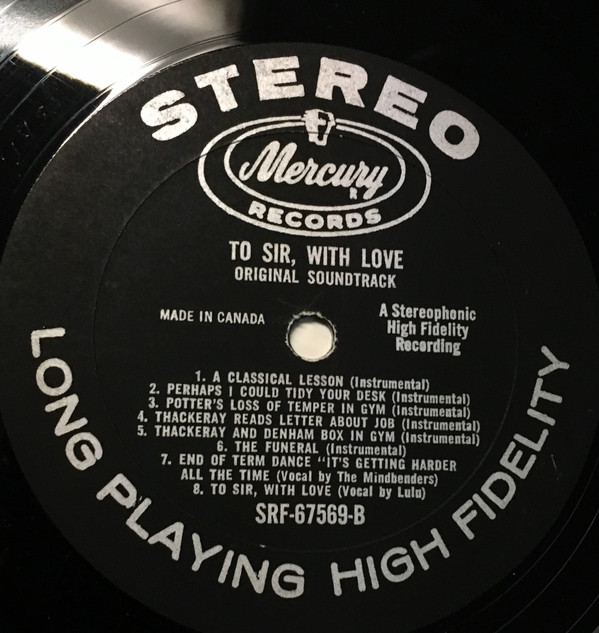 STEREO
Mercury
R
RECORDS
TO SIR, WITH LOVE
ORIGINAL SOUNDTRACK
MADE IN CANADA
A Stereophonic
High Fidelity
Recording
1. A CLASSICAL LESSON (Instrumental)
2. PERHAPS I COULD TIDY YOUR DESK (Instrumental)
3. POTTER'S LOSS OF TEMPER IN GYM (Instrumental)
4. THACKERAY READS LETTER ABOUT JOB (Instrumental)
5. THACKERAY AND DENHAM BOX IN GYM (Instrumental)
6. THE FUNERAL (Instrumental)
7. END OF TERM DANCE "IT'S GETTING HARDER
ALL THE TIME (Vocal by The Mindbenders)
8. TO SIR, WITH LOVE (Vocal by Lulu)
SRF-67569-B
LONG PLAYING HIGH FIDELITY